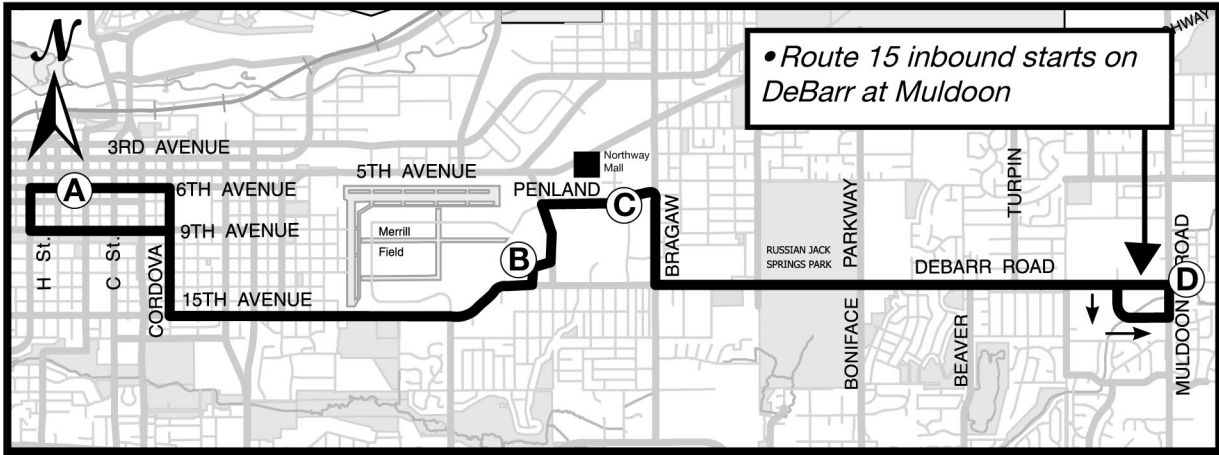 N
HWAY
• Route 15 inbound starts on
DeBarr at Muldoon
3RD AVENUE
Northway
Mall
5TH AVENUE
A
6TH AVENUE
PENLAND
C
9TH AVENUE
Merrill
Field
B
H St.
C St.
CORDOVA
15TH AVENUE
BRAGAW
RUSSIAN JACK
SPRINGS PARK
PARKWAY
BONIFACE
TURPIN
DEBARR ROAD
BEAVER
D
MULDOON ROAD